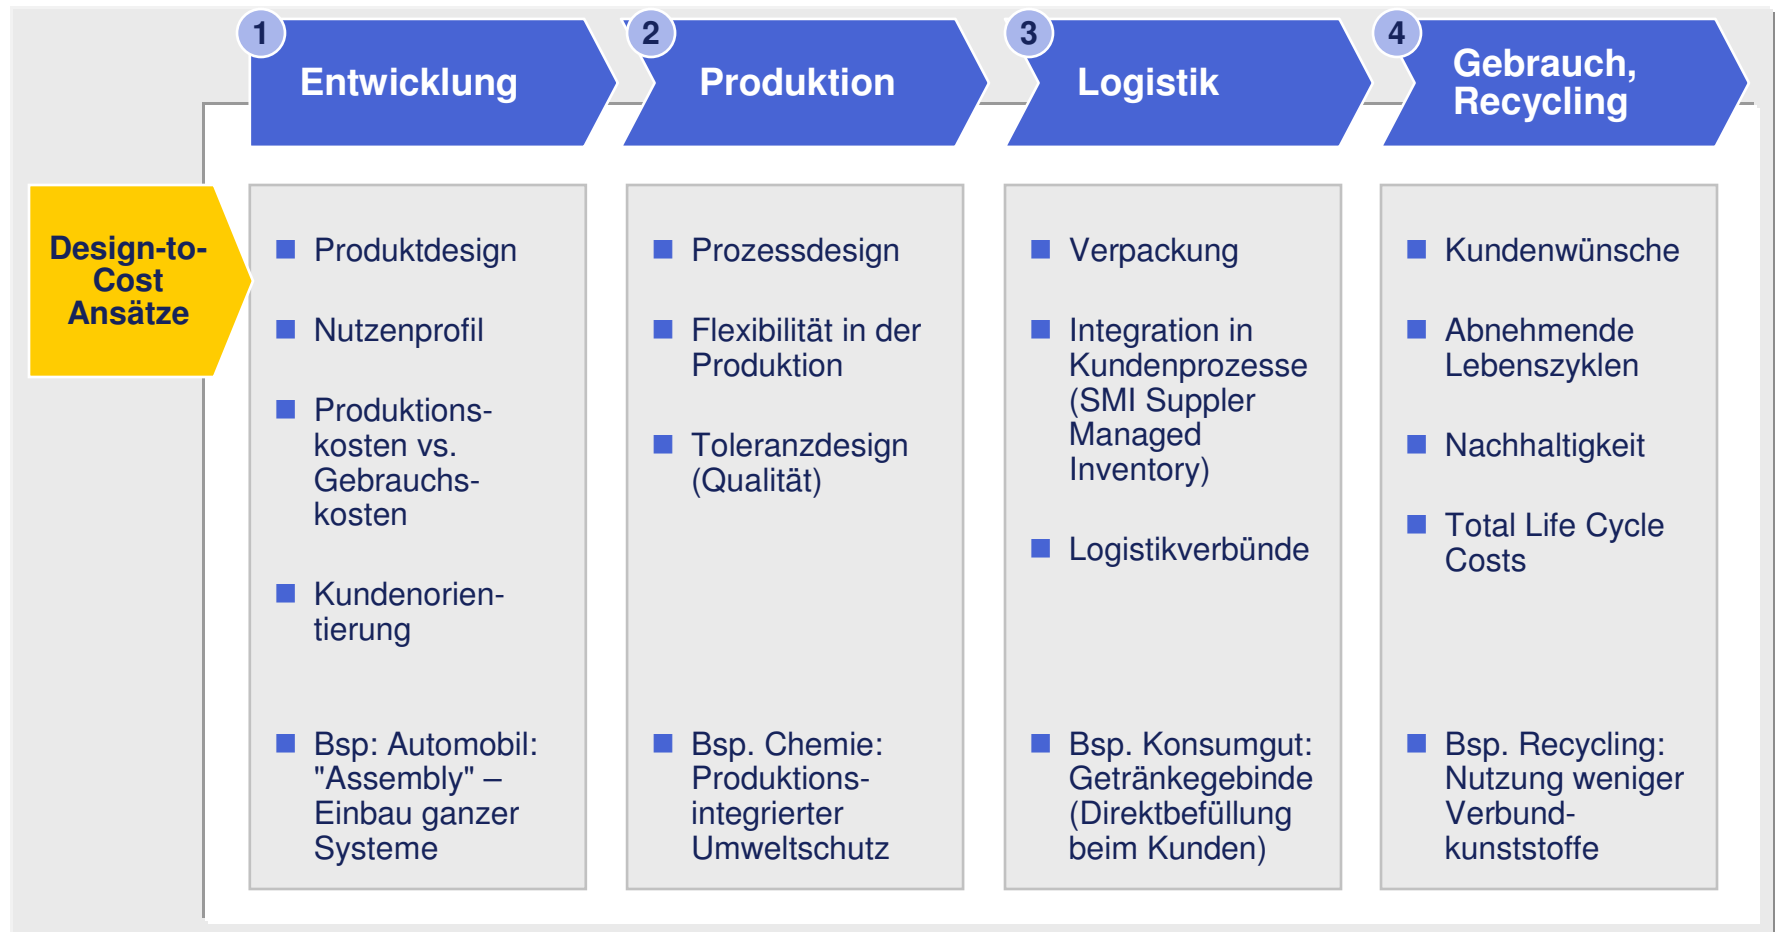 1
Entwicklung
2
Produktion
3
Logistik
4
Gebrauch,
Recycling
Design-to-
Cost
Ansätze
Produktdesign
Nutzenprofil
Produktions-
kosten vs.
Gebrauchs-
kosten
Kundenorien-
tierung
Bsp: Automobil:
"Assembly" –
Einbau ganzer
Systeme
Prozessdesign
Flexibilität in der
Produktion
Toleranzdesign
(Qualität)
Bsp. Chemie:
Produktions-
integrierter
Umweltschutz
Verpackung
Integration in
Kundenprozesse
(SMI Suppler
Managed
Inventory)
Logistikverbünde
Bsp. Konsumgut:
Getränkegebinde
(Direktbefüllung
beim Kunden)
Kundenwünsche
Abnehmende
Lebenszyklen
Nachhaltigkeit
Total Life Cycle
Costs
Bsp. Recycling:
Nutzung weniger
Verbund-
kunststoffe